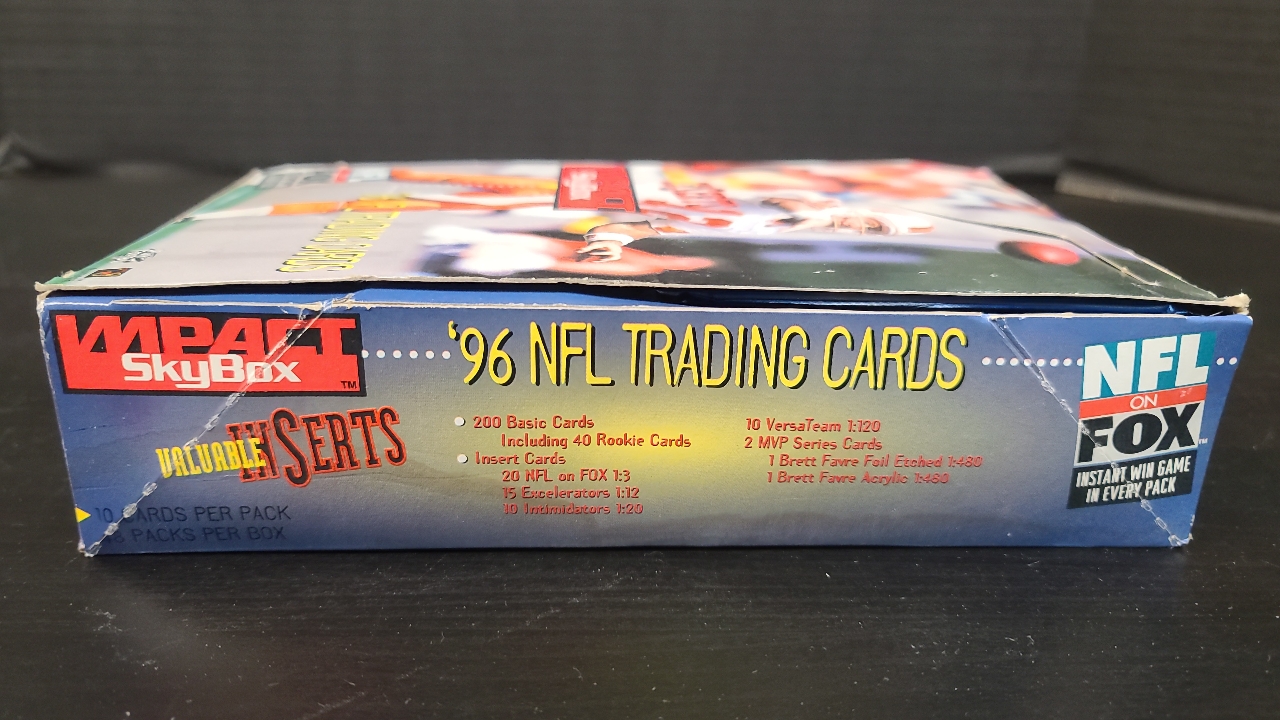 IMPACT
SkyBox
TM
'96 NFL TRADING CARDS
VALUABLE INSERTS
10 CARDS PER PACK
PACKS PER BOX
200 Basic Cards
Including 40 Rookie Cards
Insert Cards
20 NFL on FOX 1:3
15 Excelerators 1:12
10 Intimidators 1:20
10 VersaTeam 1:120
2 MVP Series Cards
1 Brett Favre Foil Etched 1:480
1 Brett Favre Acrylic 1:480
NFL
ON
FOX
TM
INSTANT WIN GAME
IN EVERY PACK